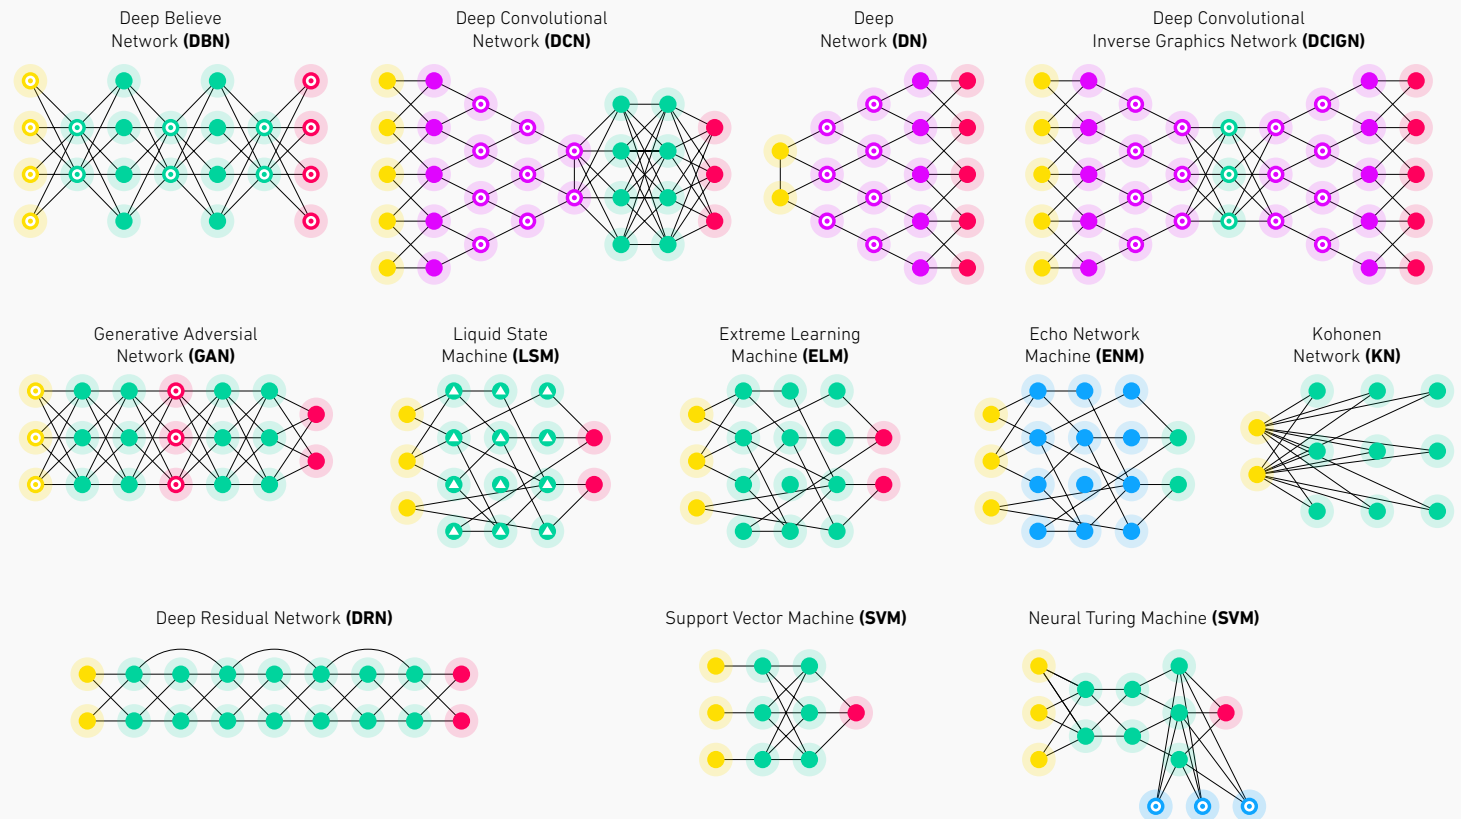 Deep Believe
Network (DBN)
Deep Convolutional
Network (DCN)
Deep
Network (DN)
Deep Convolutional
Inverse Graphics Network (DCIGN)
Generative Adversial
Network (GAN)
Liquid State
Machine (LSM)
Extreme Learning
Machine (ELM)
Echo Network
Machine (ENM)
Kohonen
Network (KN)
Deep Residual Network (DRN)
Support Vector Machine (SVM)
Neural Turing Machine (SVM)